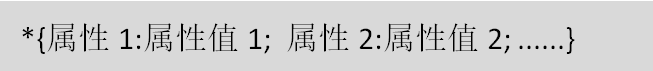 *{属性 1:属性值 1;  属性 2:属性值 2; ......}